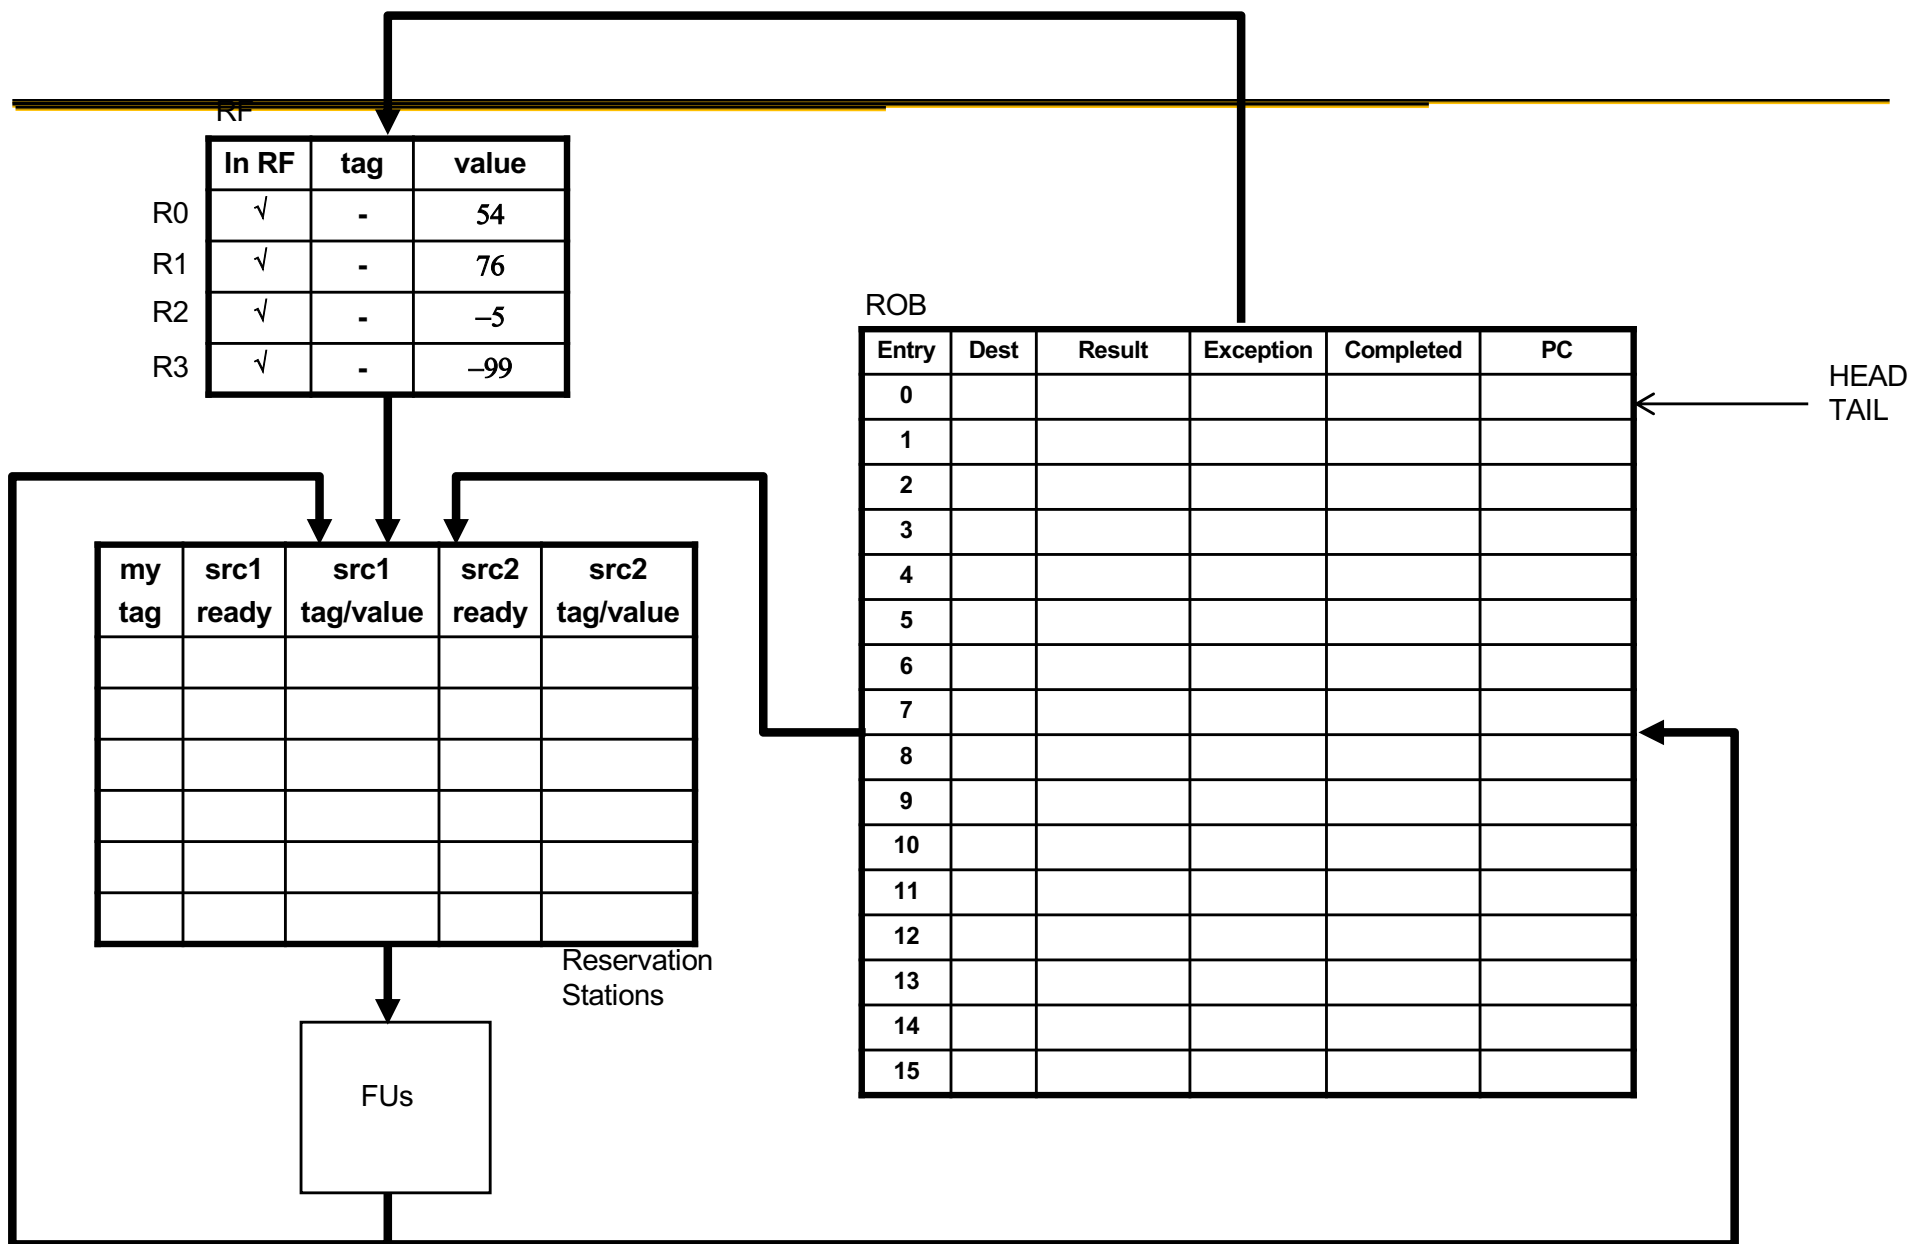 RF
In RF tag value
R0 √ - 54
R1 √ - 76
R2 √ - –5
R3 √ - –99
ROB
Entry Dest Result Exception Completed PC
0
1
2
3
4
5
6
7
8
9
10
11
12
13
14
15
HEAD
TAIL
my src1 src1 src2 src2
tag ready tag/value ready tag/value
Reservation
Stations
FUs